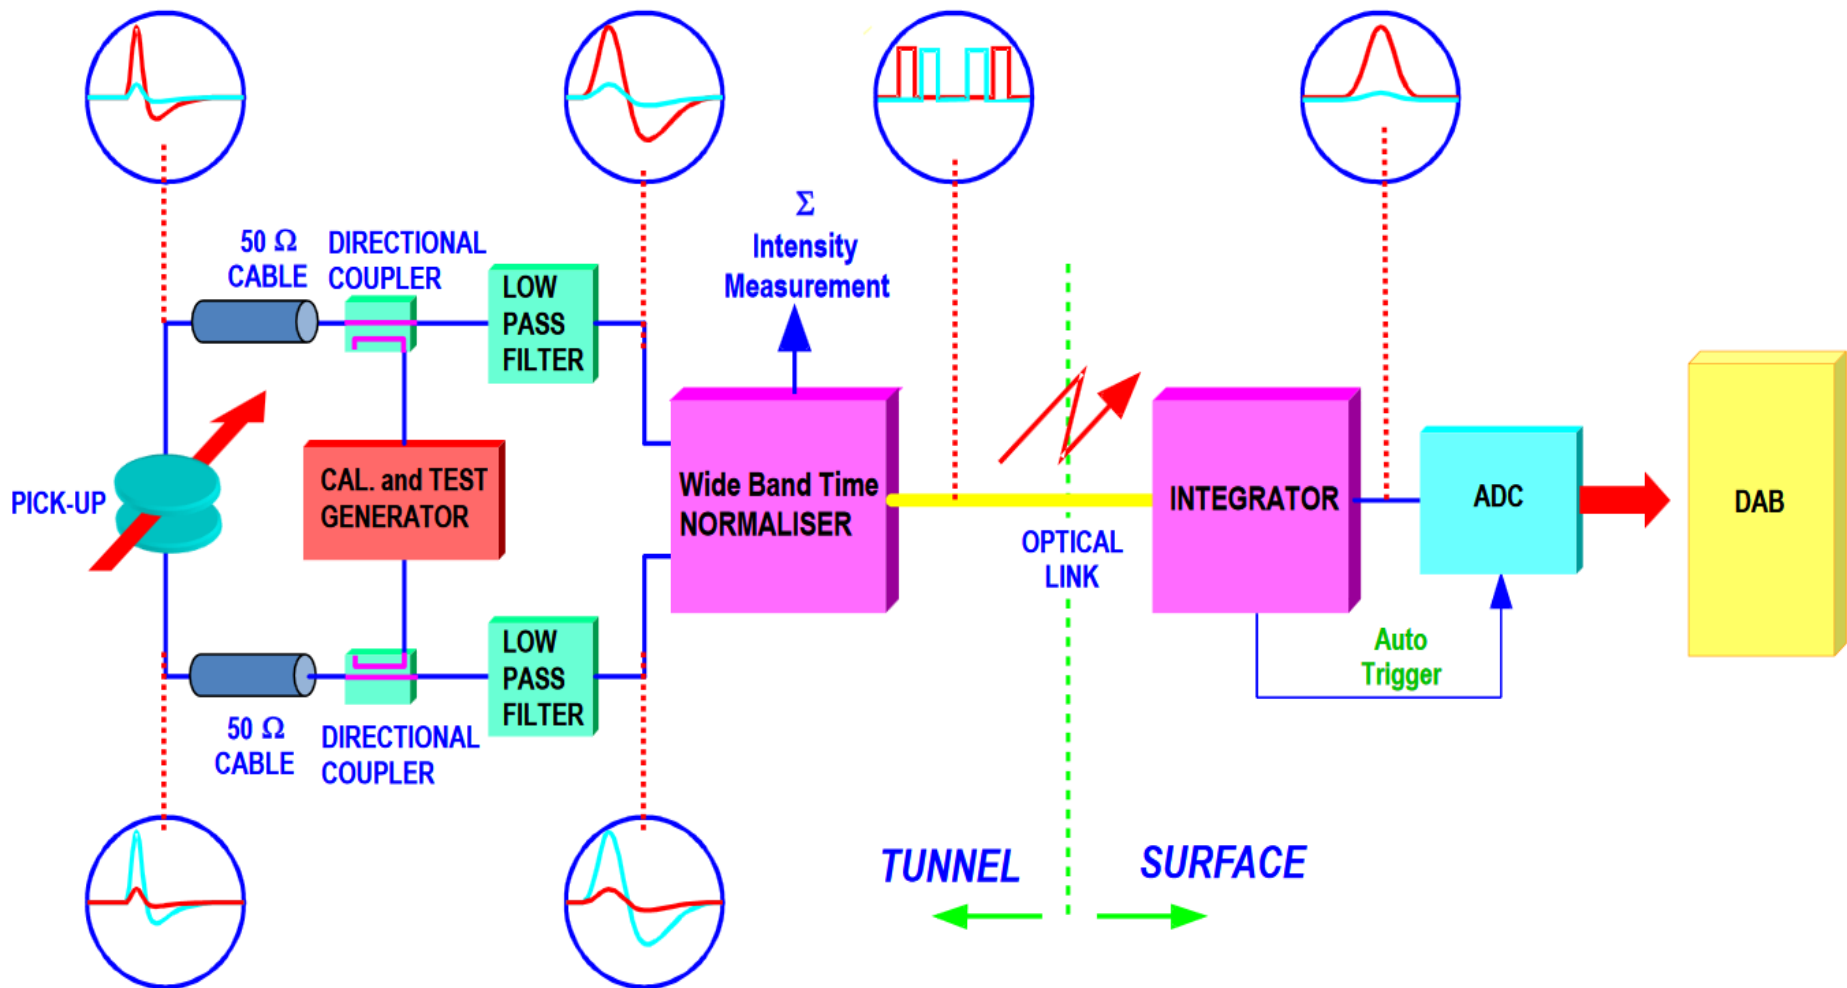 Σ
Intensity
Measurement
50 Ω
CABLE
DIRECTIONAL
COUPLER
LOW
PASS
FILTER
PICK-UP
CAL. and TEST
GENERATOR
Wide Band Time
NORMALISER
OPTICAL
LINK
INTEGRATOR
ADC
DAB
Auto
Trigger
50 Ω
CABLE
DIRECTIONAL
COUPLER
LOW
PASS
FILTER
TUNNEL
SURFACE